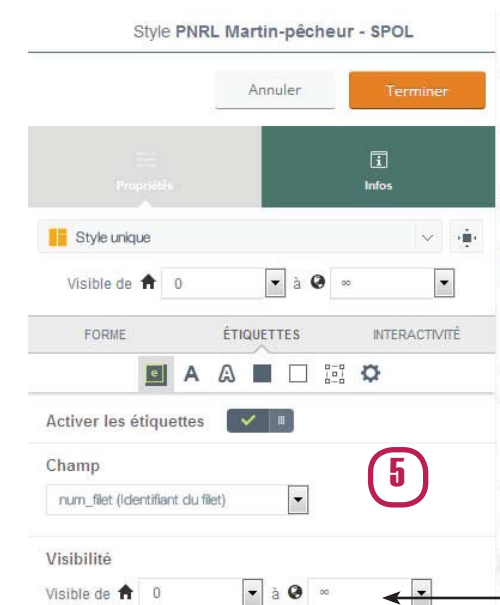 Style PNRL Martin-pêcheur - SPOL
Annuler Terminer
Propriétés Infos
Style unique
Visible de 0 à ∞
FORME ÉTIQUETTES INTERACTIVITÉ
e A A
Activer les étiquettes
Champ
num_filet (Identifiant du filet)
5
Visibilité
Visible de 0 à ∞